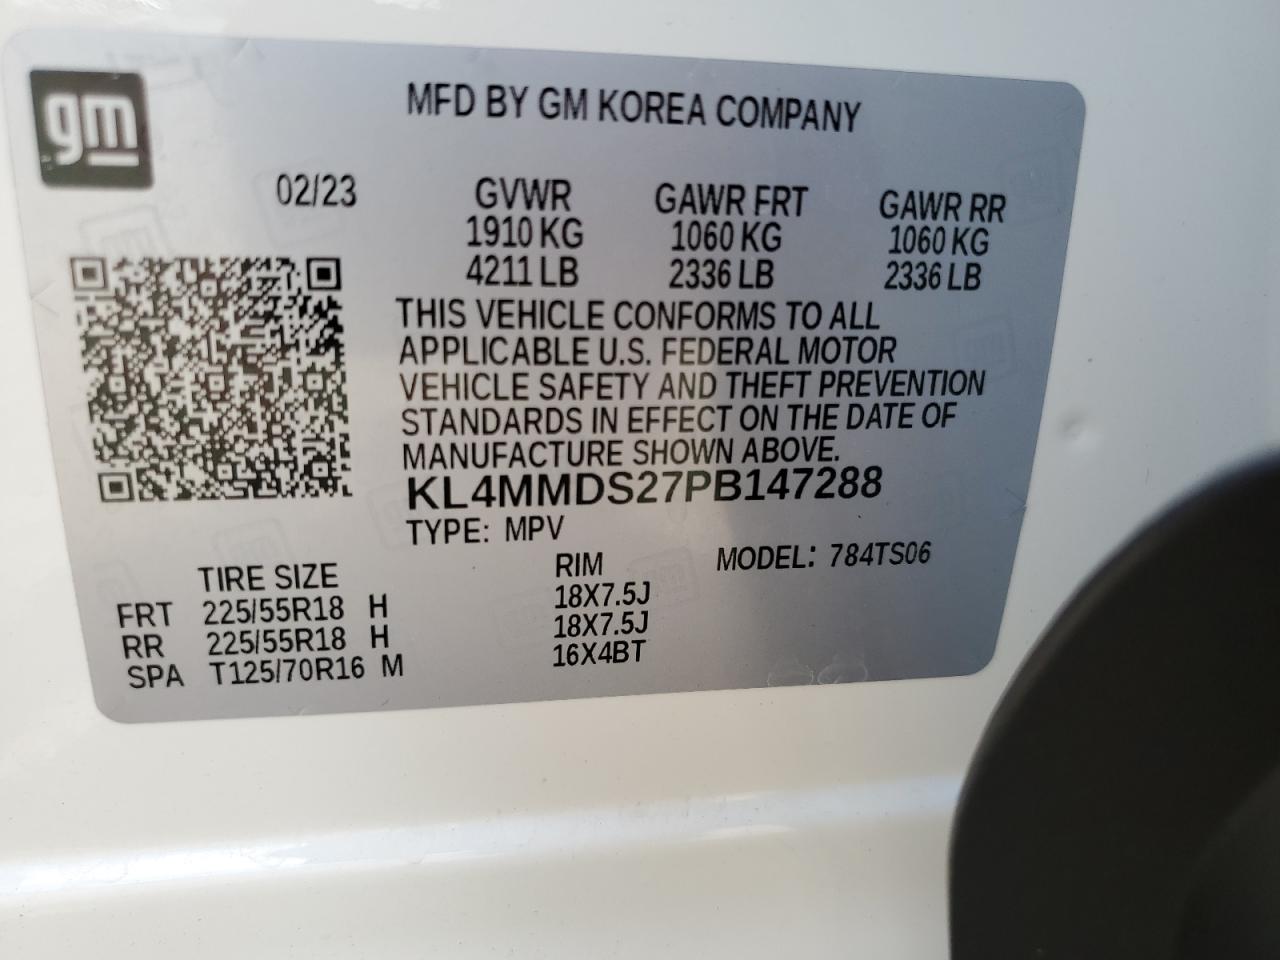 gm
MFD BY GM KOREA COMPANY
02/23
GVWR GAWR FRT GAWR RR
1910 KG 1060 KG 1060 KG
4211 LB 2336 LB 2336 LB
THIS VEHICLE CONFORMS TO ALL
APPLICABLE U.S. FEDERAL MOTOR
VEHICLE SAFETY AND THEFT PREVENTION
STANDARDS IN EFFECT ON THE DATE OF
MANUFACTURE SHOWN ABOVE.
KL4MMDS27PB147288
TYPE: MPV
MODEL: 784TS06
TIRE SIZE RIM
FRT 225/55R18 H 18X7.5J
RR 225/55R18 H 18X7.5J
SPA T125/70R16 M 16X4BT